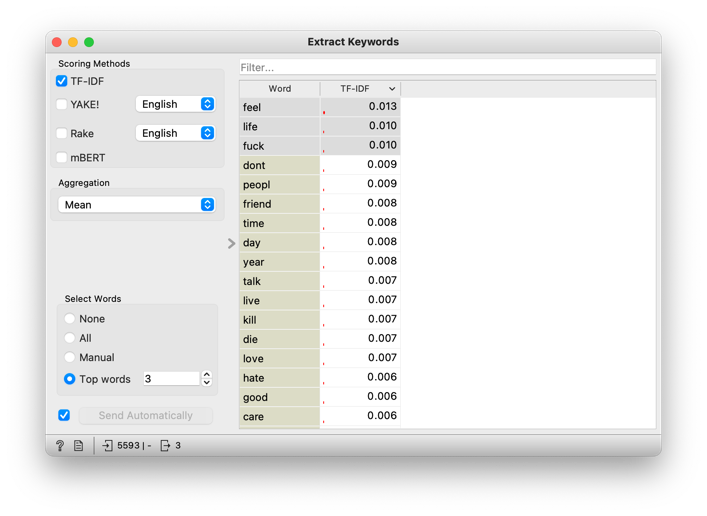 Extract Keywords
Scoring Methods
TF-IDF
YAKE! English
Rake English
mBERT
Aggregation
Mean
Select Words
None
All
Manual
Top words 3
Send Automatically
? 5593 | - 3
Filter...
Word TF-IDF
feel 0.013
life 0.010
fuck 0.010
dont 0.009
peopl 0.009
friend 0.008
time 0.008
day 0.008
year 0.008
talk 0.007
live 0.007
kill 0.007
die 0.007
love 0.007
hate 0.006
good 0.006
care 0.006